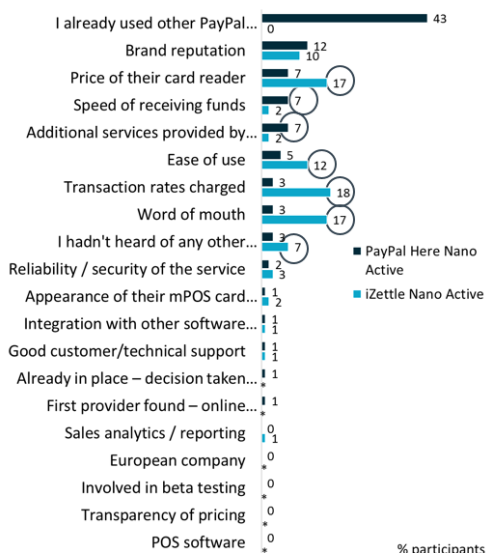 I already used other PayPal... 43
0
Brand reputation 12
10
Price of their card reader 7
17
Speed of receiving funds 7
2
Additional services provided by... 7
2
Ease of use 5
12
Transaction rates charged 3
18
Word of mouth 3
17
I hadn't heard of any other... 3
7
PayPal Here Nano
Active
iZettle Nano Active
Reliability / security of the service 2
3
Appearance of their mPOS card... 1
2
Integration with other software... 1
1
Good customer/technical support 1
1
Already in place – decision taken... 1
*
First provider found – online... 1
*
Sales analytics / reporting 0
1
European company 0
*
Involved in beta testing 0
*
Transparency of pricing 0
*
POS software 0
*
% participants